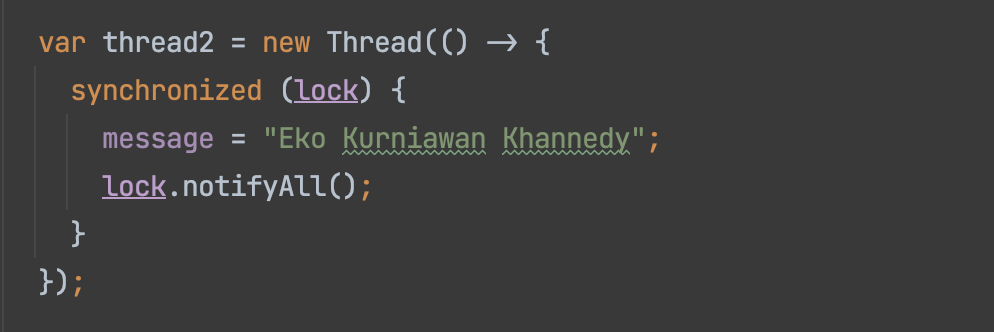 var thread2 = new Thread(() -> {
  synchronized (lock) {
    message = "Eko Kurniawan Khannedy";
    lock.notifyAll();
  }
});